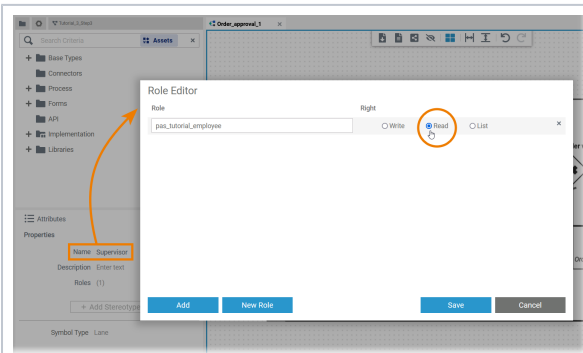 Tutorial_2_Step3
Order_approval_1 ×
Search Criteria
Assets ×
+ Base Types
Connectors
+ Process
+ Forms
API
+ Implementation
+ Libraries
Role Editor
Role Right
pas_tutorial_employee Write Read List ×
Attributes
Properties
Name Supervisor
Description Enter text
Roles (1)
+ Add Stereotype
Symbol Type Lane
Add New Role Save Cancel